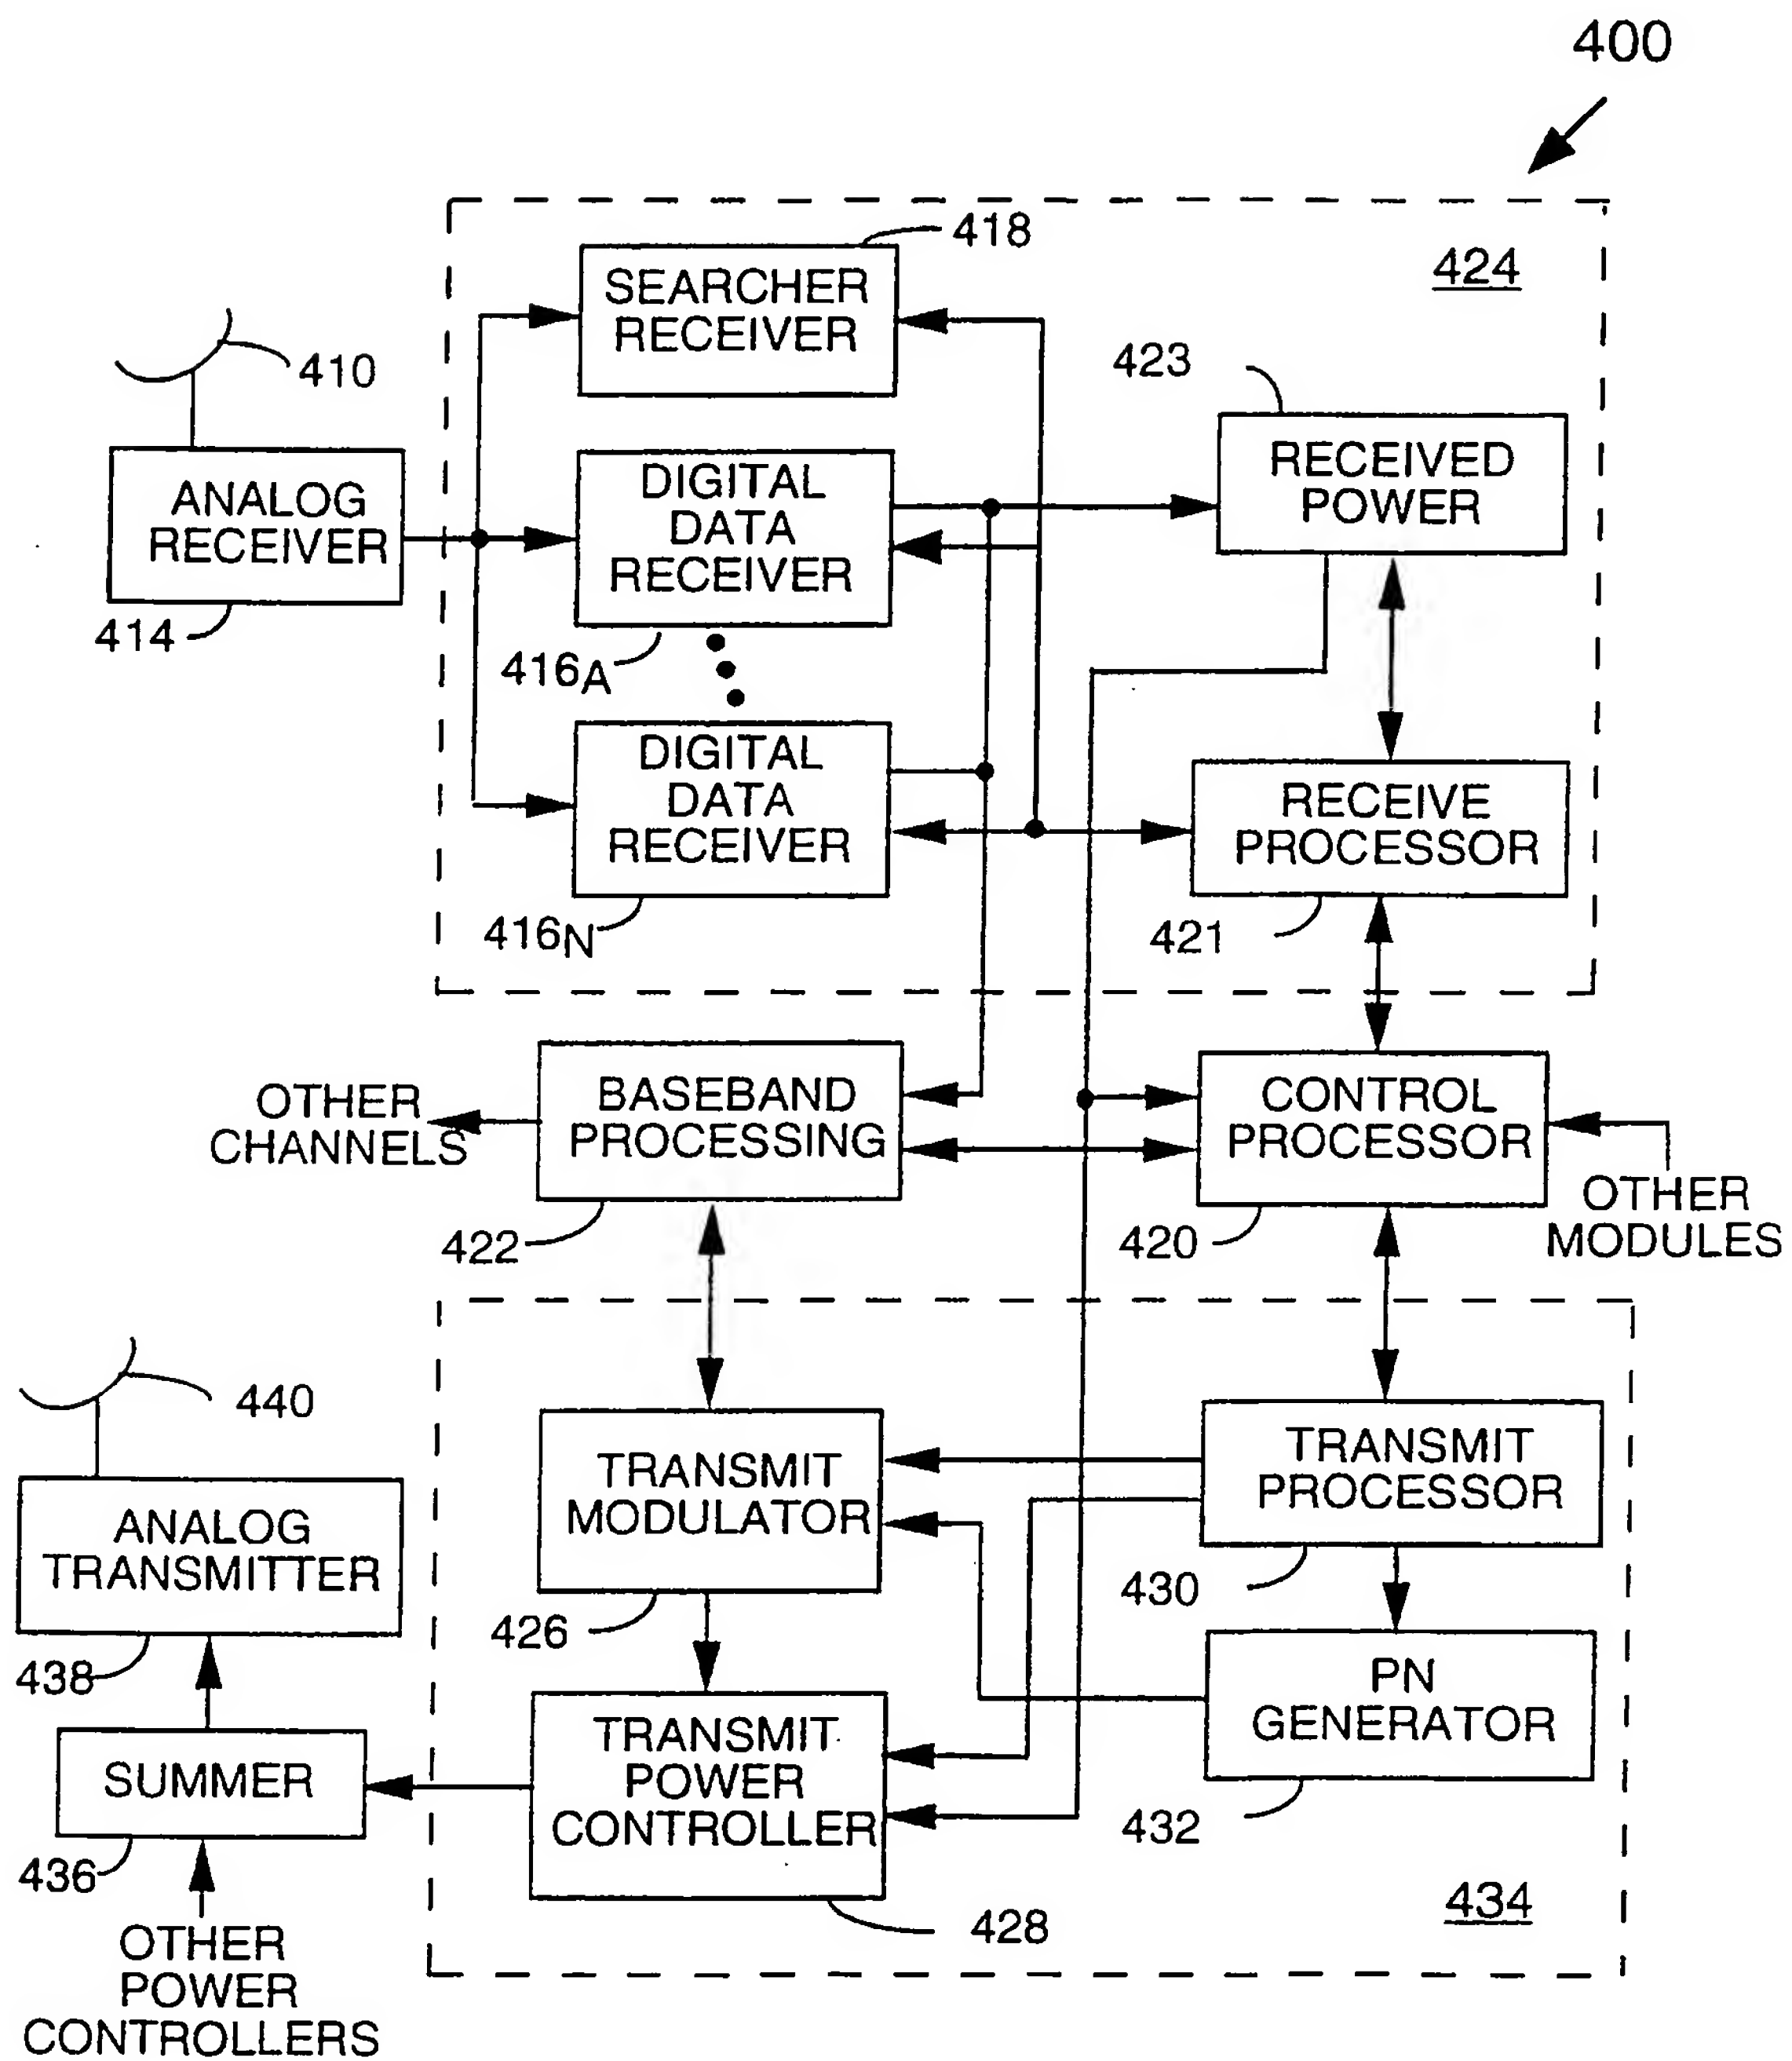 400
418
424
SEARCHER
RECEIVER
410
423
ANALOG
RECEIVER
DIGITAL
DATA
RECEIVER
RECEIVED
POWER
414
416A
DIGITAL
DATA
RECEIVER
RECEIVE
PROCESSOR
416N
421
OTHER
CHANNELS
BASEBAND
PROCESSING
CONTROL
PROCESSOR
422
420
OTHER
MODULES
440
ANALOG
TRANSMITTER
TRANSMIT
MODULATOR
TRANSMIT
PROCESSOR
426
430
438
SUMMER
TRANSMIT
POWER
CONTROLLER
PN
GENERATOR
436
432
428
434
OTHER
POWER
CONTROLLERS